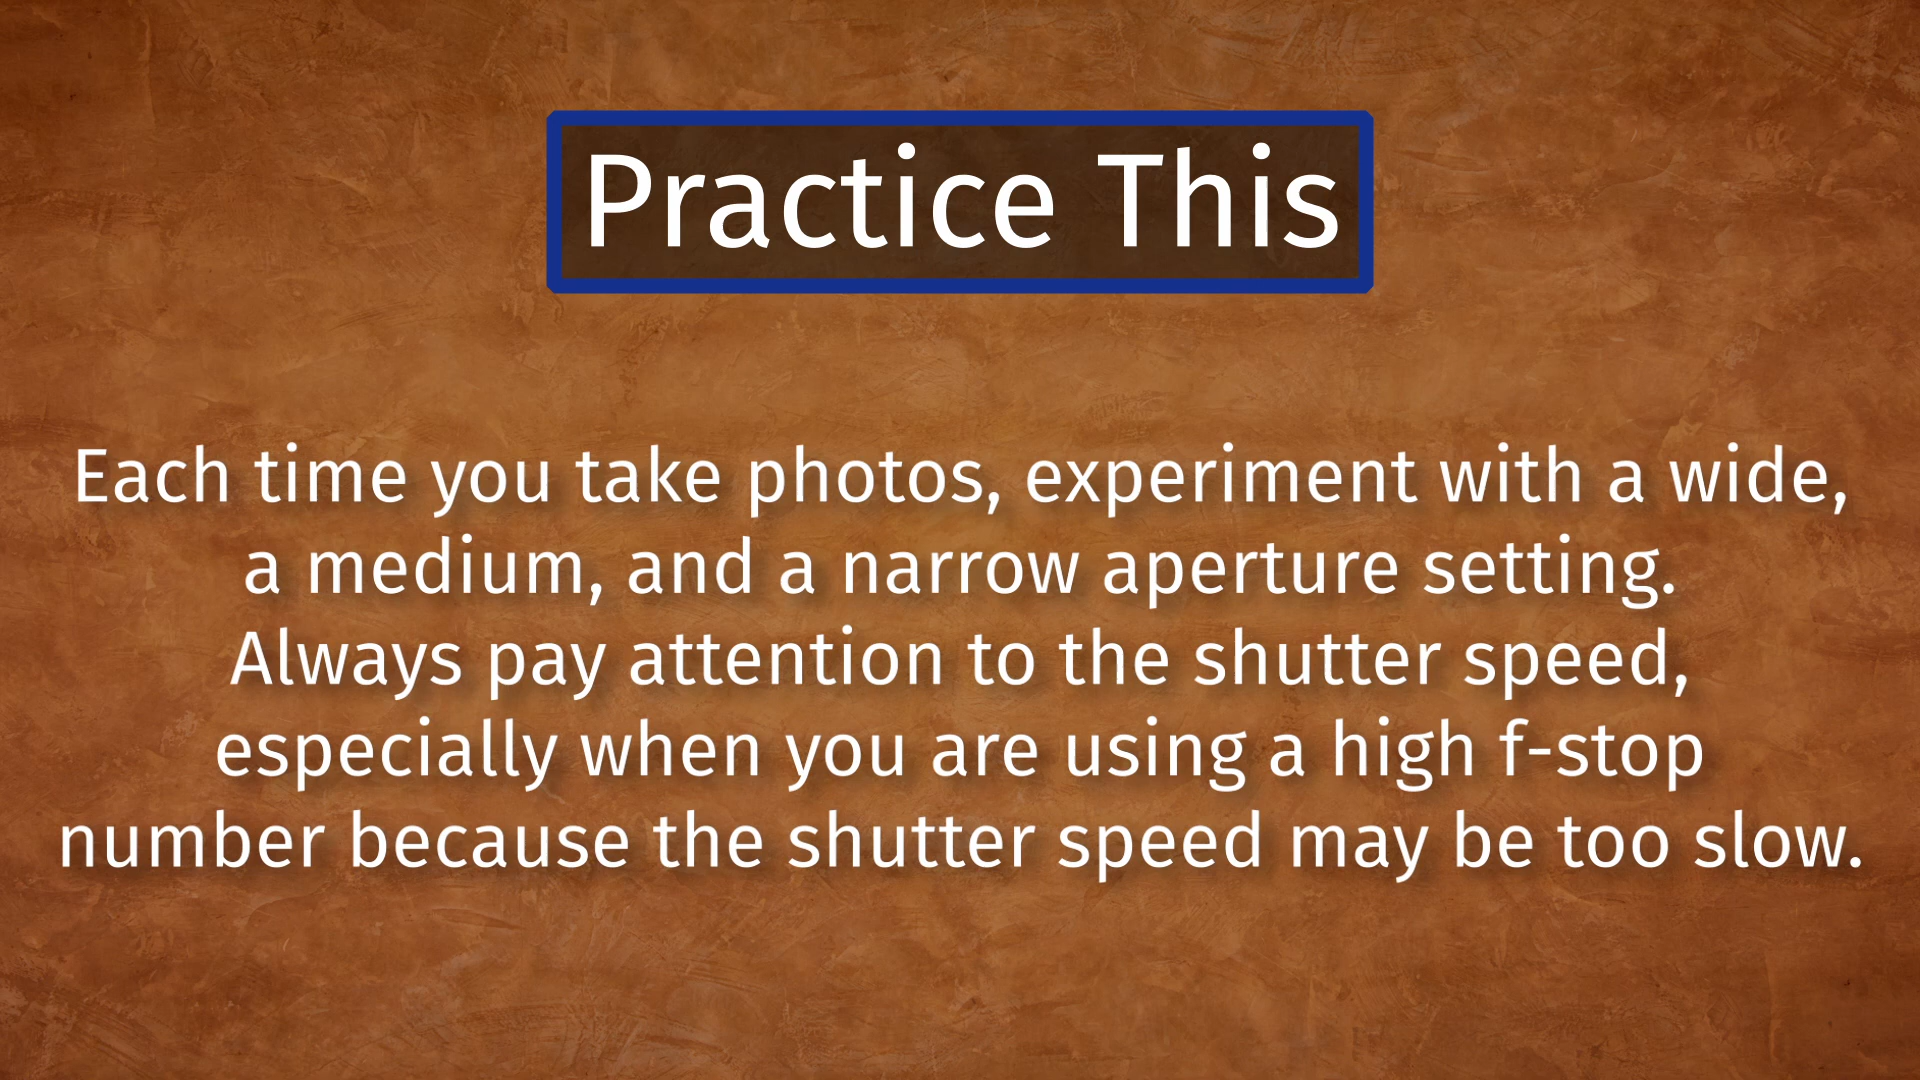 Practice This
Each time you take photos, experiment with a wide,
a medium, and a narrow aperture setting.
Always pay attention to the shutter speed,
especially when you are using a high f-stop
number because the shutter speed may be too slow.